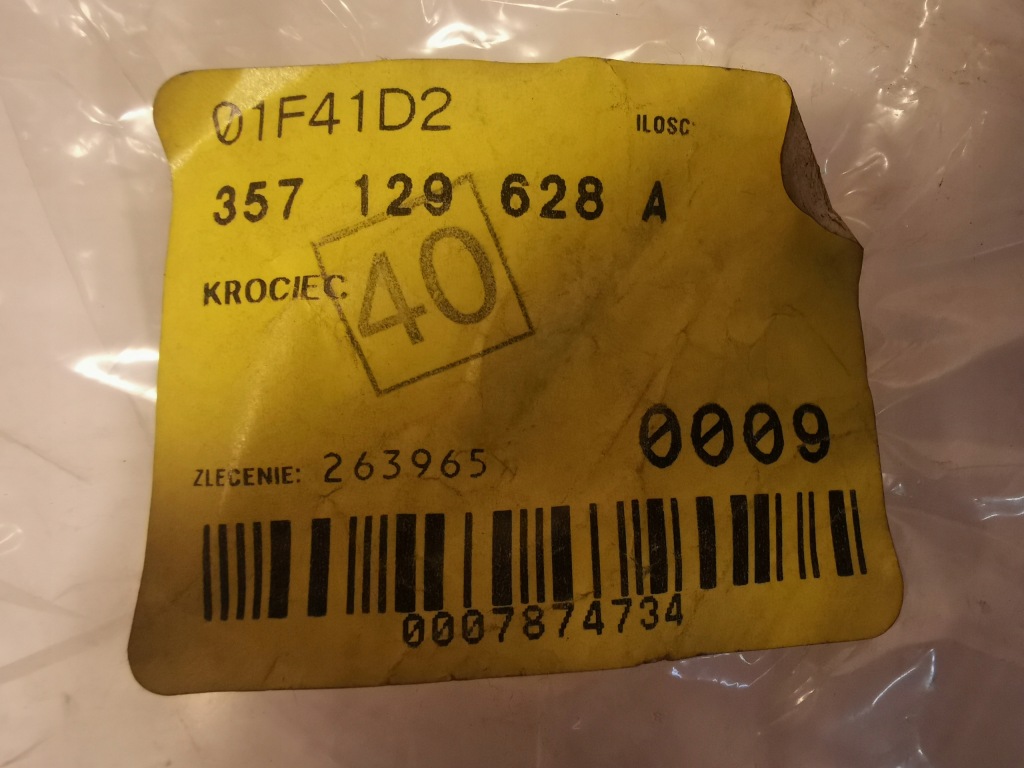 01F41D2
ILOSC:
357 129 628 A
40
KROCIEC
0009
ZLECENIE: 263965
0007874734